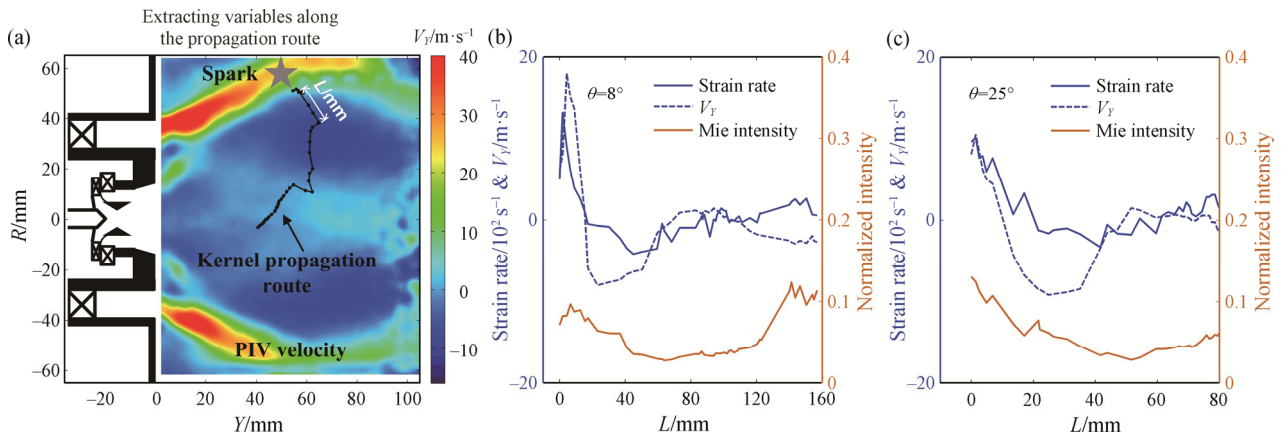 Extracting variables along
the propagation route
(a)
V_Y/m·s⁻¹
60
40
20
0
−20
−40
−60
R/mm
−20
0
20
40
60
80
100
Y/mm
Spark
L/mm
Kernel propagation
route
PIV velocity
40
30
20
10
0
−10
(b)
20
0
−20
Strain rate/10² s⁻¹ & V_Y/m·s⁻¹
θ=8°
Strain rate
V_Y
Mie intensity
0.4
0.3
0.2
0.1
0
Normalized intensity
0
40
80
120
160
L/mm
(c)
20
0
−20
Strain rate/10² s⁻¹ & V_Y/m·s⁻¹
θ=25°
Strain rate
V_Y
Mie intensity
0.4
0.3
0.2
0.1
0
Normalized intensity
0
20
40
60
80
L/mm